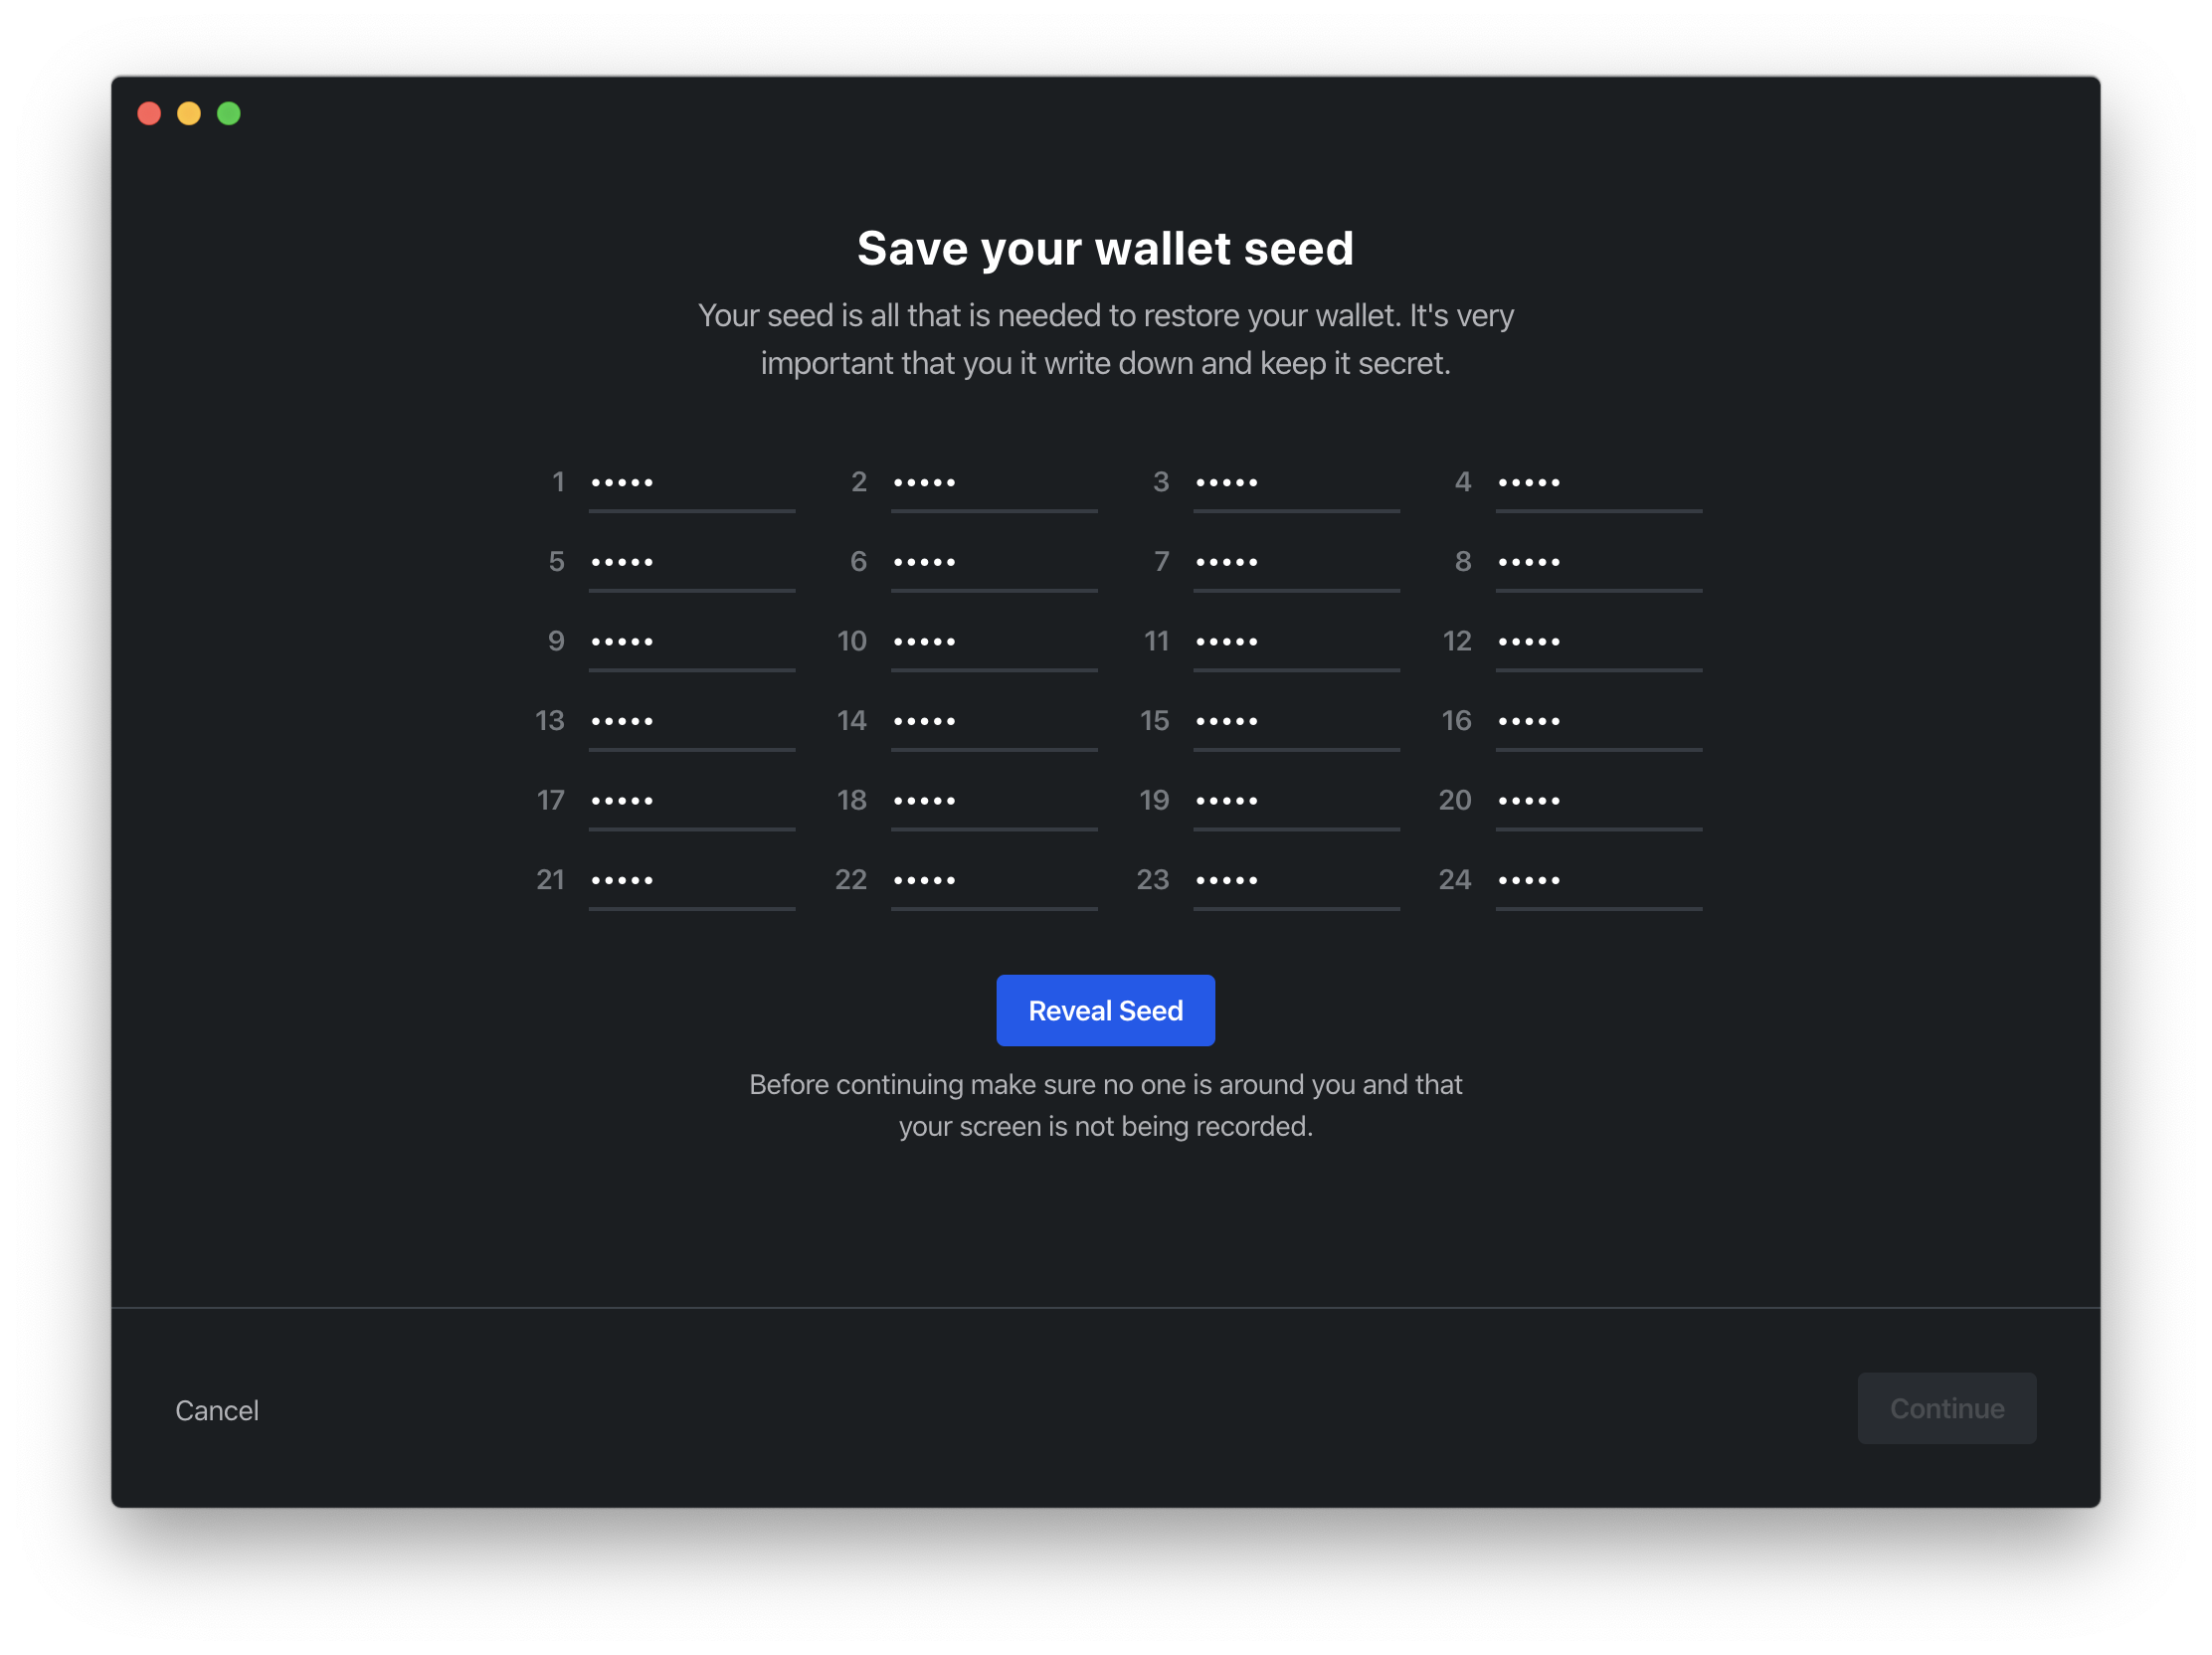 Save your wallet seed
Your seed is all that is needed to restore your wallet. It's very
important that you it write down and keep it secret.
1 ••••• 2 ••••• 3 ••••• 4 •••••
5 ••••• 6 ••••• 7 ••••• 8 •••••
9 ••••• 10 ••••• 11 ••••• 12 •••••
13 ••••• 14 ••••• 15 ••••• 16 •••••
17 ••••• 18 ••••• 19 ••••• 20 •••••
21 ••••• 22 ••••• 23 ••••• 24 •••••
Reveal Seed
Before continuing make sure no one is around you and that
your screen is not being recorded.
Cancel Continue